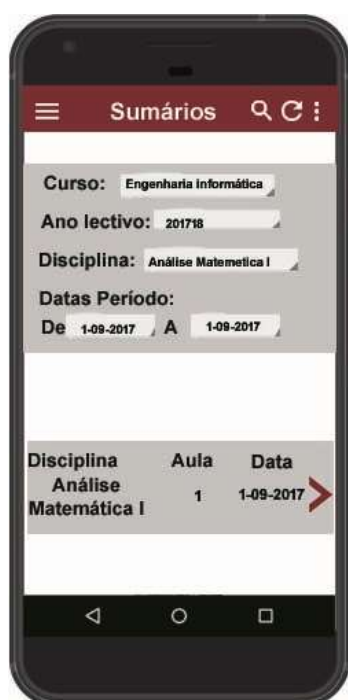 Sumários
Curso: Engenharia Informática
Ano lectivo: 201718
Disciplina: Análise Matemetica I
Datas Período:
De 1-09-2017 A 1-09-2017
Disciplina Aula Data
Análise
Matemática I 1 1-09-2017